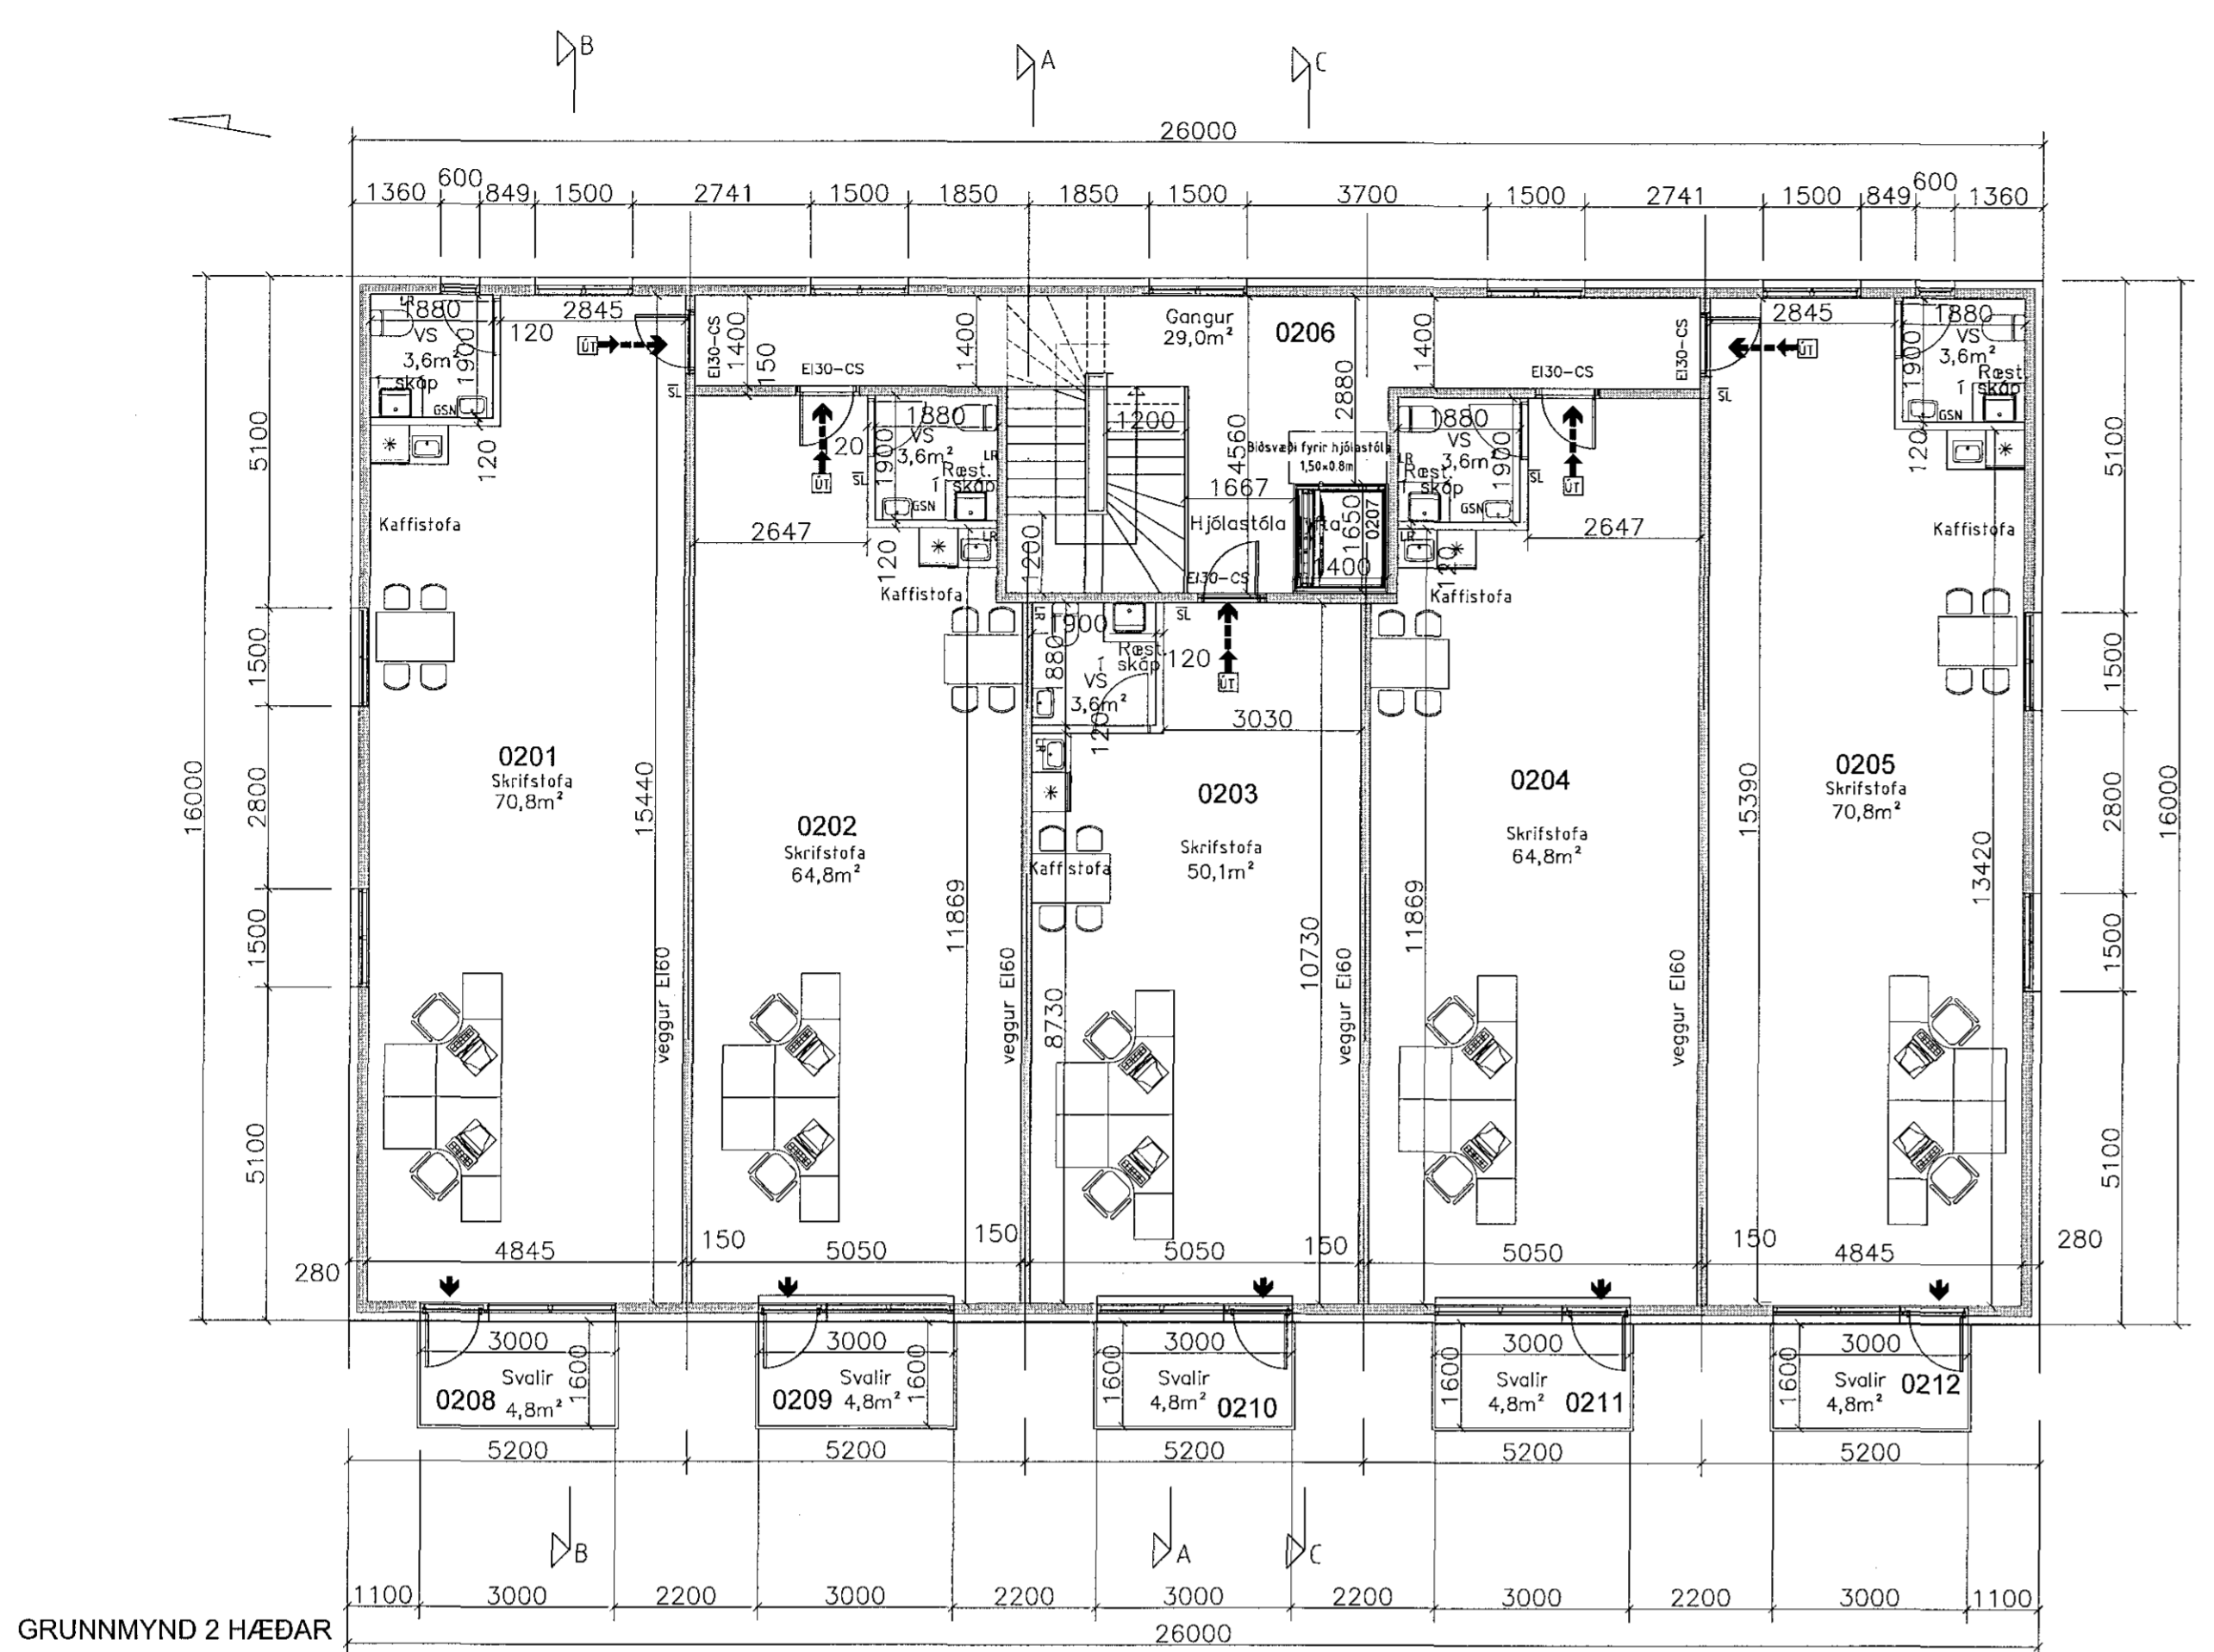 B
A
C
26000
1360 600 849 1500 2741 1500 1850 1850 1500 3700 1500 2741 1500 849 600 1360
LR
1880
VS
3,6m²
1900
í skáp
GSN
120
2845
120
ÚT
EI30-CS
SL
1400
150
EI30-CS
1400
Gangur
29,0m²
0206
2880
1400
EI30-CS
EI30-CS
SL
ÚT
2845
1880
VS
3,6m²
1900
Ræst.
skáp
GSN
120
20
ÚT
SL
1880
VS
3,6m²
1900
LR
Ræst.
í skáp
GSN
LR
120
2647
1200
1200
4560
Biðsvæði fyrir hjólastóla
1,50x0.8m
1667
Hjólastóla
1650
0207
1400
EI30-CS
1880
VS
3,6m²
1900
LR
Ræst.
skáp
GSN
LR
120
SL
ÚT
2647
Kaffistofa
Kaffistofa
Kaffistofa
Kaffistofa
LR
1900
880
Ræst.
í skáp
VS
3,6m²
120
120
SL
ÚT
3030
LR
Kaffistofa
5100
1500
2800
1500
5100
16000
5100
1500
2800
1500
5100
16000
0201
Skrifstofa
70,8m²
0202
Skrifstofa
64,8m²
0203
Skrifstofa
50,1m²
0204
Skrifstofa
64,8m²
0205
Skrifstofa
70,8m²
15440
11869
8730
10730
11869
15390
13420
veggur EI60
veggur EI60
veggur EI60
veggur EI60
280 4845 150 5050 150 5050 150 5050 150 4845 280
3000
Svalir
0208 4,8m²
1600
3000
Svalir
0209 4,8m²
1600
3000
1600
Svalir
4,8m² 0210
3000
1600
Svalir
4,8m² 0211
3000
1600
Svalir 0212
4,8m²
5200 5200 5200 5200 5200
B
A
C
1100 3000 2200 3000 2200 3000 2200 3000 2200 3000 1100
26000
GRUNNMYND 2 HÆÐAR